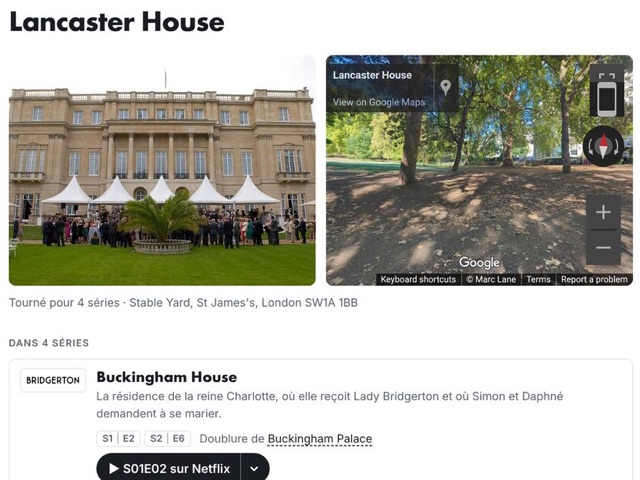 Lancaster House
Lancaster House
View on Google Maps
Google
Keyboard shortcuts
© Marc Lane
Terms
Report a problem
Tourné pour 4 séries · Stable Yard, St James's, London SW1A 1BB
DANS 4 SÉRIES
BRIDGERTON
Buckingham House
La résidence de la reine Charlotte, où elle reçoit Lady Bridgerton et où Simon et Daphné
demandent à se marier.
S1 | E2 S2 | E6 Doublure de Buckingham Palace
S01E02 sur Netflix